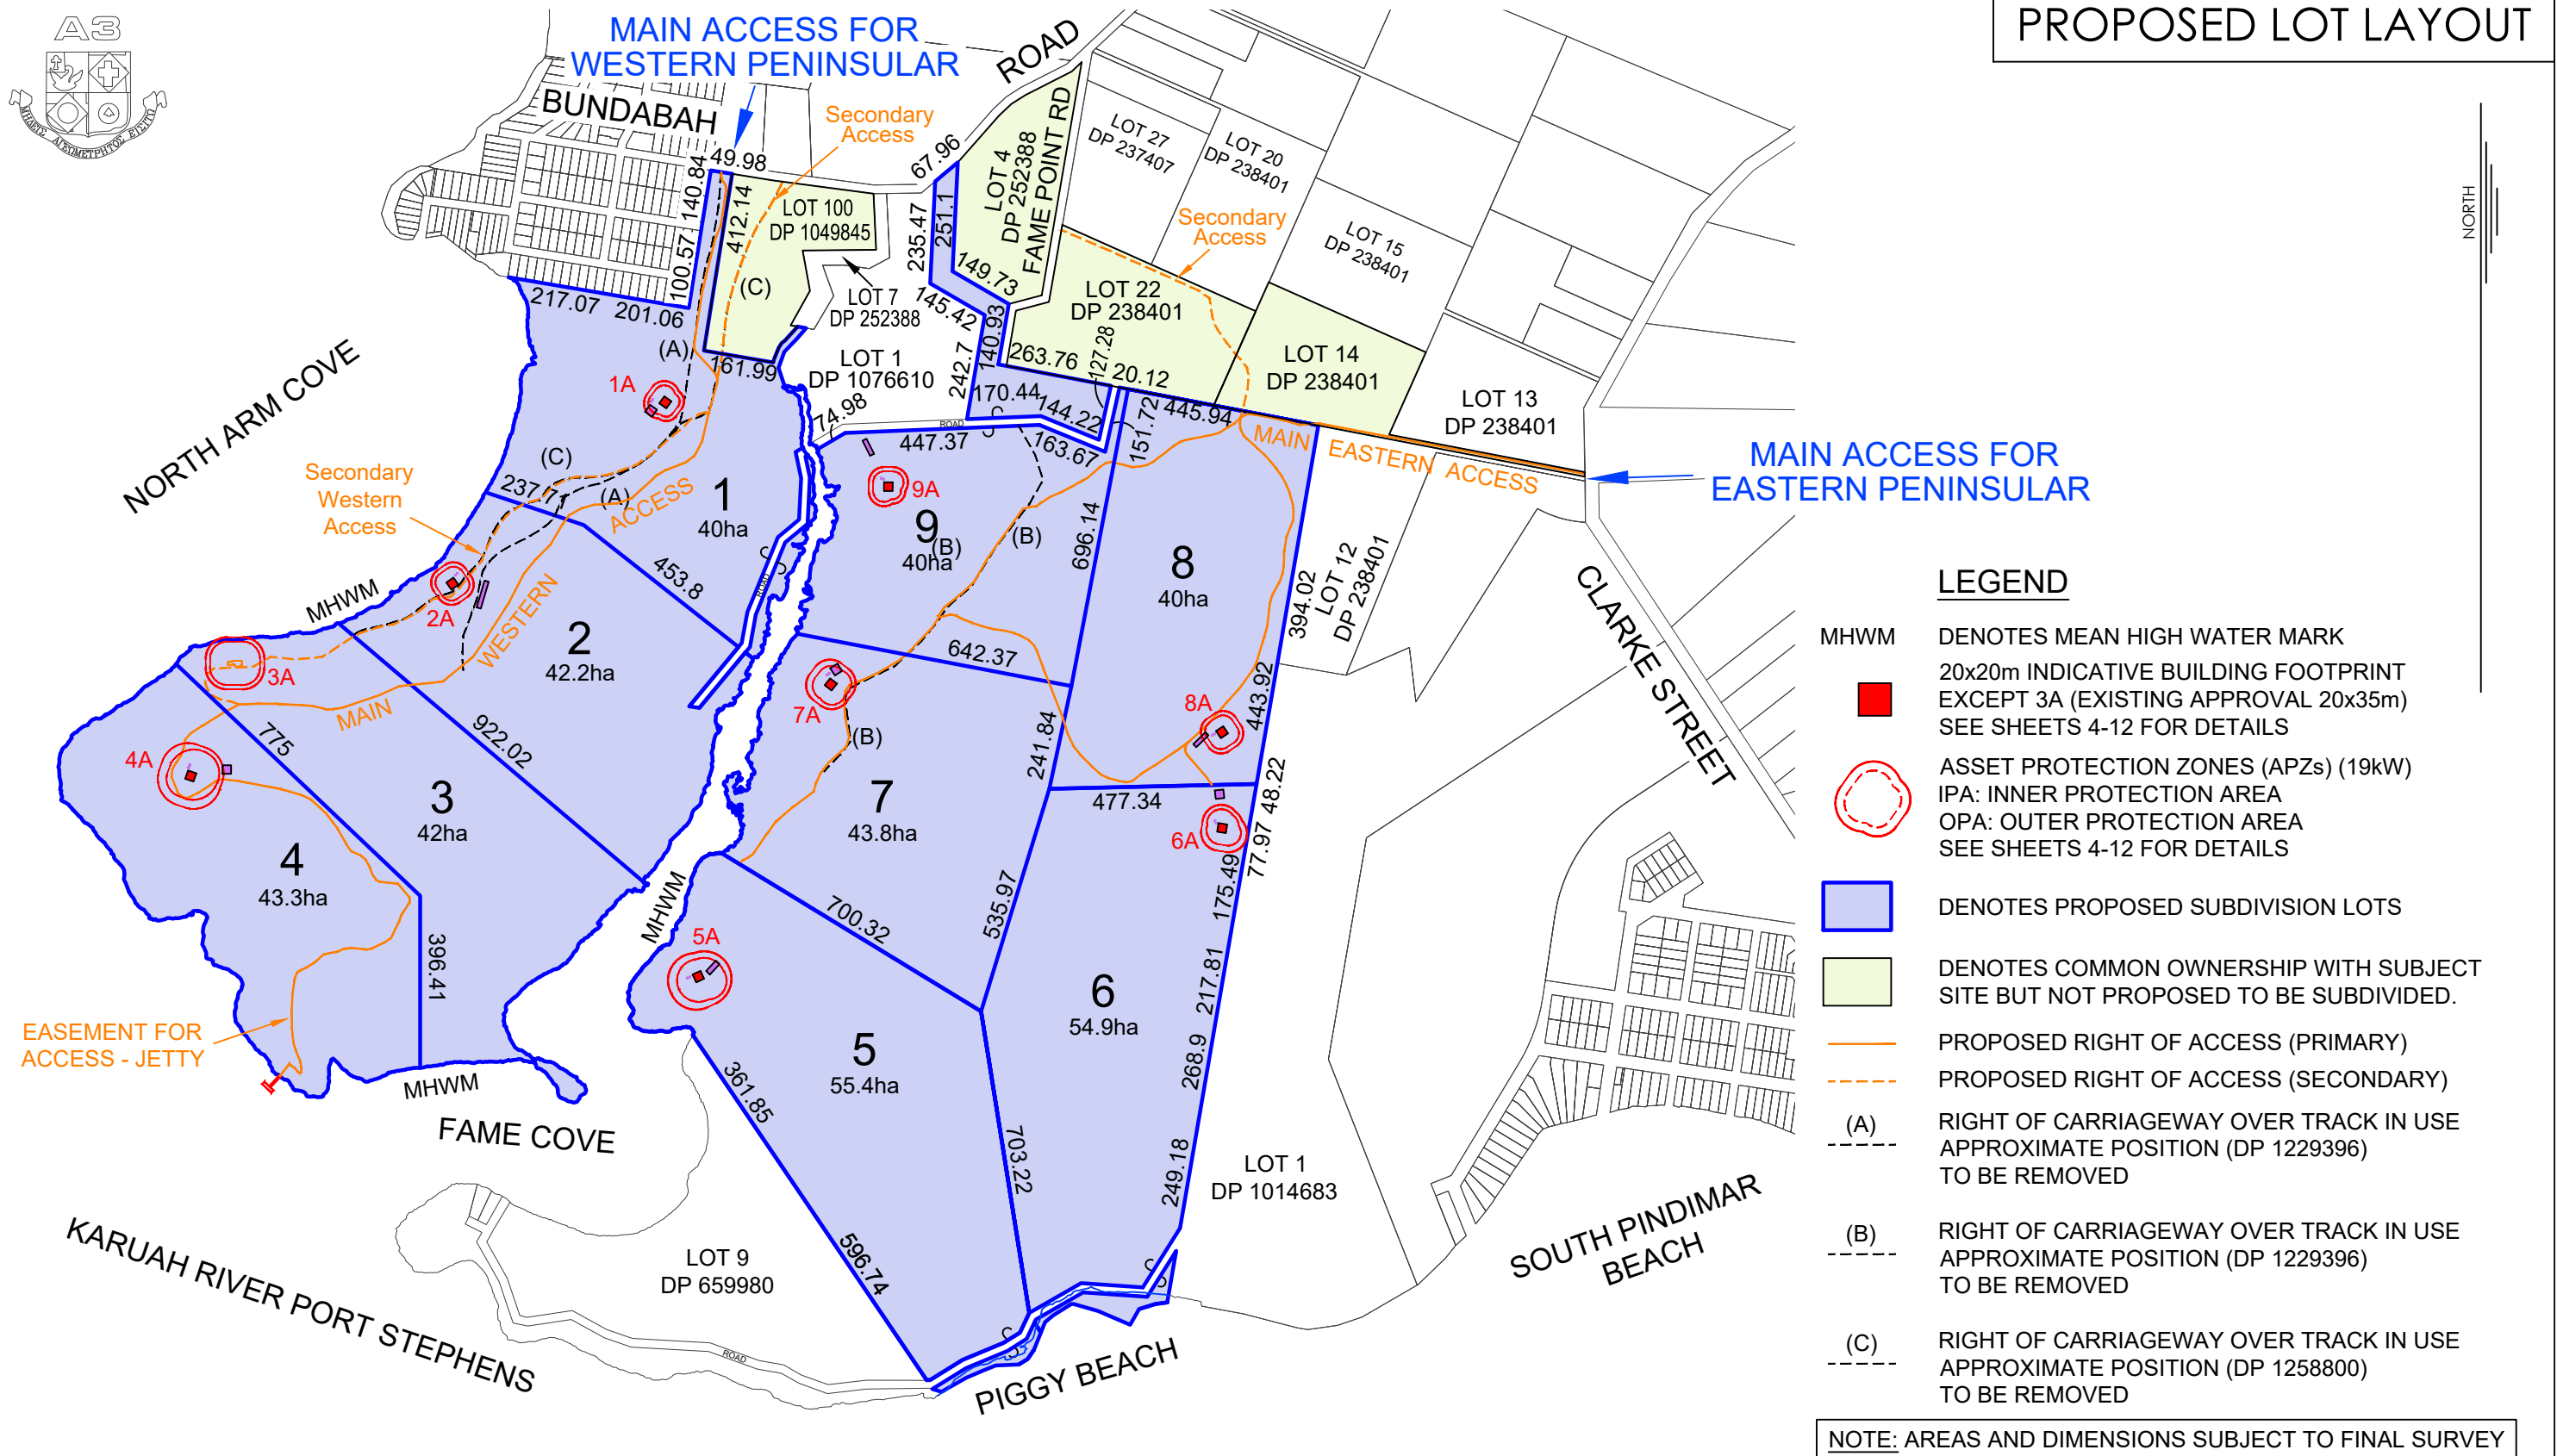 PROPOSED LOT LAYOUT
A3
ΜΗΔΕΙΣ ΑΓΕΩΜΕΤΡΗΤΟΣ ΕΙΣΙΤΩ
MAIN ACCESS FOR
WESTERN PENINSULAR
BUNDABAH
ROAD
Secondary
Access
49.98
140.84
100.57
412.14
217.07
201.06
161.99
LOT 100
DP 1049845
(C)
LOT 7
DP 252388
LOT 1
DP 1076610
67.96
235.47
251.1
149.73
145.42
140.93
242.7
LOT 4
DP 252388
FAME POINT RD
LOT 27
DP 237407
LOT 20
DP 238401
LOT 15
DP 238401
Secondary
Access
LOT 22
DP 238401
LOT 14
DP 238401
LOT 13
DP 238401
263.76
127.28
20.12
170.44
144.22
151.72
445.94
74.98
ROAD
447.37
163.67
MAIN EASTERN ACCESS
MAIN ACCESS FOR
EASTERN PENINSULAR
NORTH
NORTH ARM COVE
(A)
1A
(C)
237.7
(A)
ACCESS
1
40ha
Secondary
Western
Access
453.8
ROAD
9A
9
40ha
(B)
(B)
696.14
8
40ha
394.02
LOT 12
DP 238401
CLARKE STREET
MHWM
2A
WESTERN
2
42.2ha
3A
MAIN
922.02
775
4A
3
42ha
4
43.3ha
396.41
EASEMENT FOR
ACCESS - JETTY
MHWM
FAME COVE
642.37
7A
(B)
7
43.8ha
241.84
8A
443.92
477.34
48.22
6A
77.97
175.49
MHWM
700.32
535.97
5A
5
55.4ha
6
54.9ha
217.81
268.9
249.18
361.85
596.74
703.22
LOT 1
DP 1014683
LOT 9
DP 659980
ROAD
KARUAH RIVER PORT STEPHENS
PIGGY BEACH
SOUTH PINDIMAR
BEACH
LEGEND
MHWM DENOTES MEAN HIGH WATER MARK
20x20m INDICATIVE BUILDING FOOTPRINT
EXCEPT 3A (EXISTING APPROVAL 20x35m)
SEE SHEETS 4-12 FOR DETAILS
ASSET PROTECTION ZONES (APZs) (19kW)
IPA: INNER PROTECTION AREA
OPA: OUTER PROTECTION AREA
SEE SHEETS 4-12 FOR DETAILS
DENOTES PROPOSED SUBDIVISION LOTS
DENOTES COMMON OWNERSHIP WITH SUBJECT
SITE BUT NOT PROPOSED TO BE SUBDIVIDED.
PROPOSED RIGHT OF ACCESS (PRIMARY)
PROPOSED RIGHT OF ACCESS (SECONDARY)
(A) RIGHT OF CARRIAGEWAY OVER TRACK IN USE
APPROXIMATE POSITION (DP 1229396)
TO BE REMOVED
(B) RIGHT OF CARRIAGEWAY OVER TRACK IN USE
APPROXIMATE POSITION (DP 1229396)
TO BE REMOVED
(C) RIGHT OF CARRIAGEWAY OVER TRACK IN USE
APPROXIMATE POSITION (DP 1258800)
TO BE REMOVED
NOTE: AREAS AND DIMENSIONS SUBJECT TO FINAL SURVEY